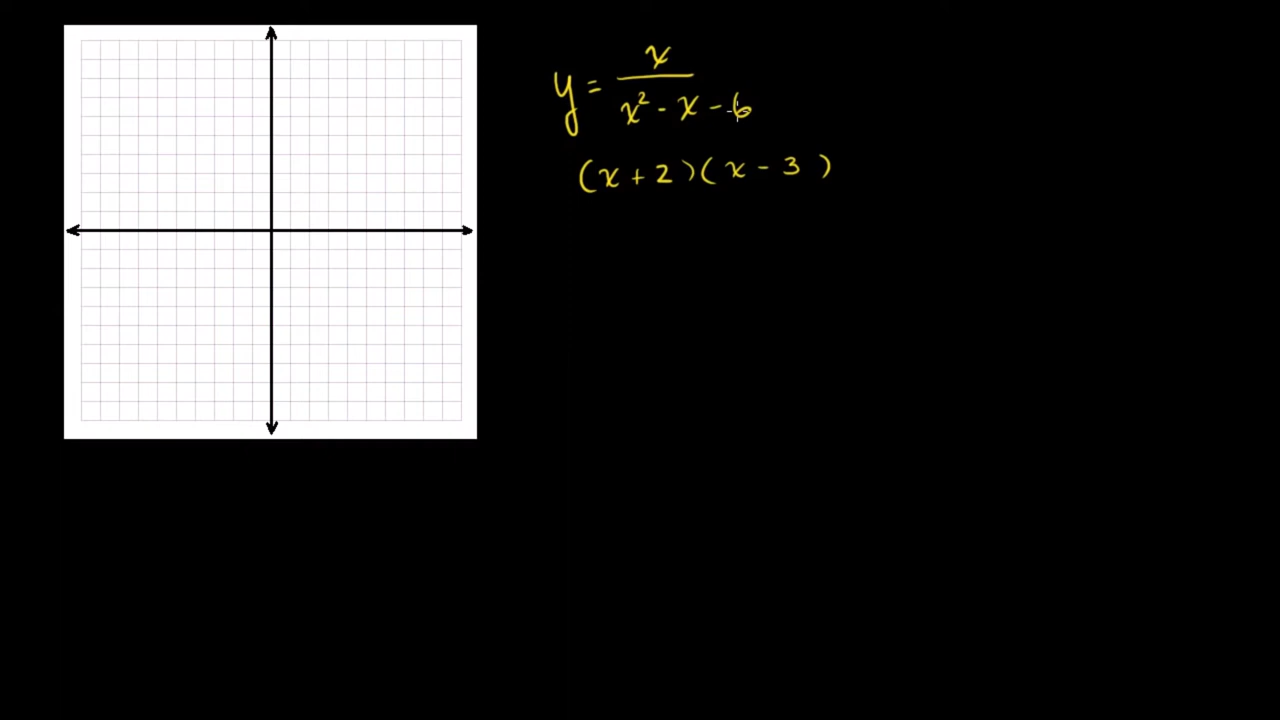 y = x / x² - x - 6
(x + 2)(x - 3)